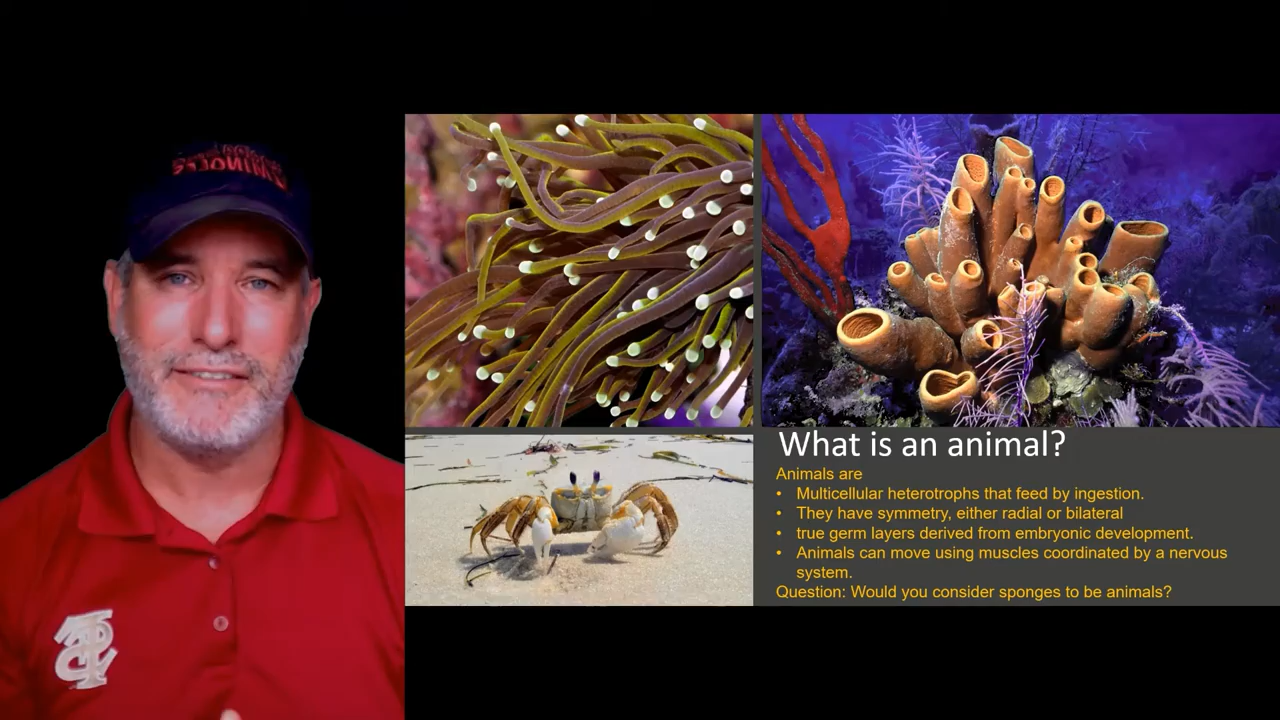 SEMINOLES
What is an animal?
Animals are
• Multicellular heterotrophs that feed by ingestion.
• They have symmetry, either radial or bilateral
• true germ layers derived from embryonic development.
• Animals can move using muscles coordinated by a nervous
system.
Question: Would you consider sponges to be animals?